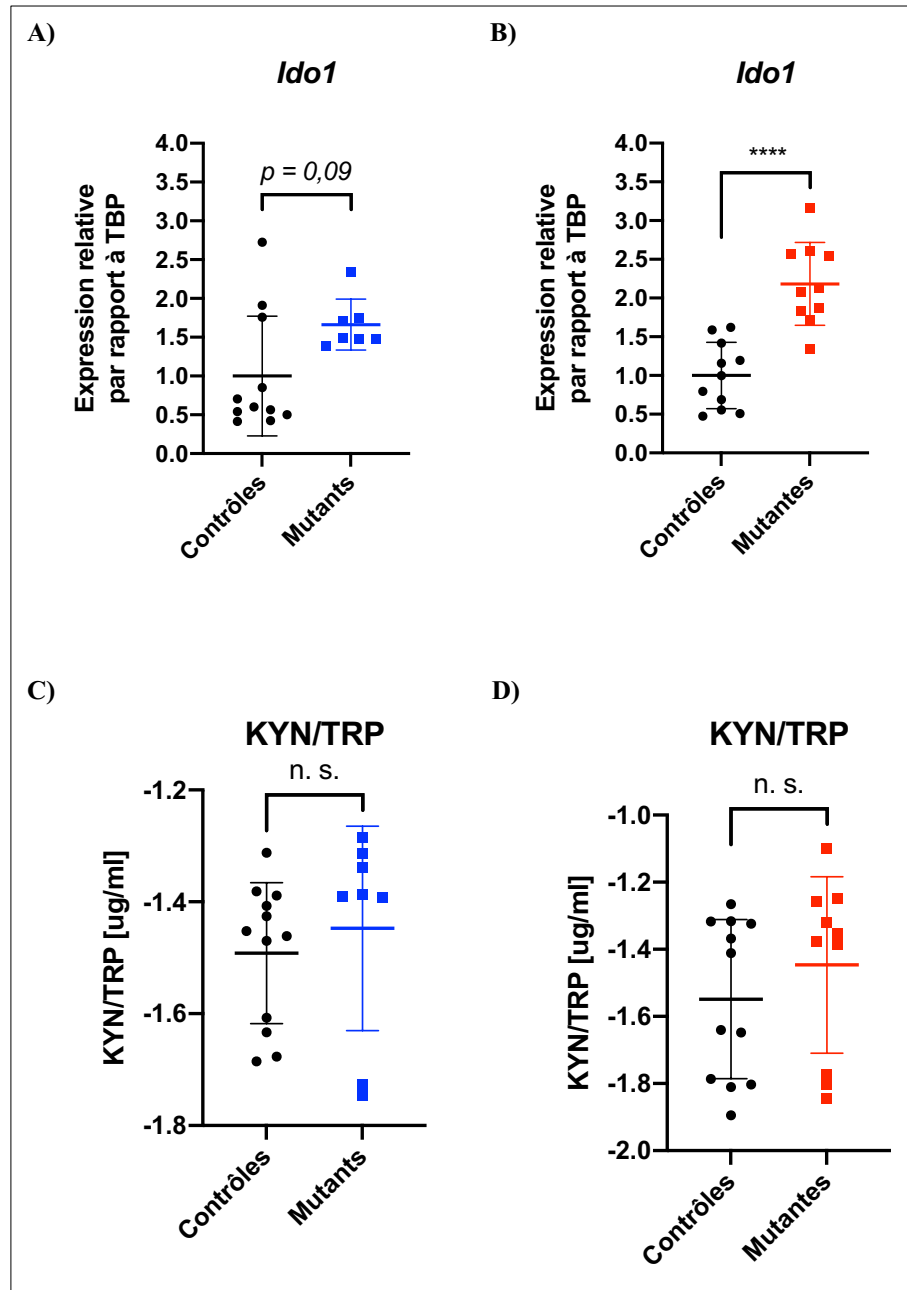 A)
Ido1
Expression relative
par rapport à TBP
4.0
3.5
3.0
2.5
2.0
1.5
1.0
0.5
0.0
p = 0,09
Contrôles
Mutants
B)
Ido1
Expression relative
par rapport à TBP
4.0
3.5
3.0
2.5
2.0
1.5
1.0
0.5
0.0
****
Contrôles
Mutantes
C)
KYN/TRP
n. s.
KYN/TRP [ug/ml]
-1.2
-1.4
-1.6
-1.8
Contrôles
Mutants
D)
KYN/TRP
n. s.
KYN/TRP [ug/ml]
-1.0
-1.2
-1.4
-1.6
-1.8
-2.0
Contrôles
Mutantes